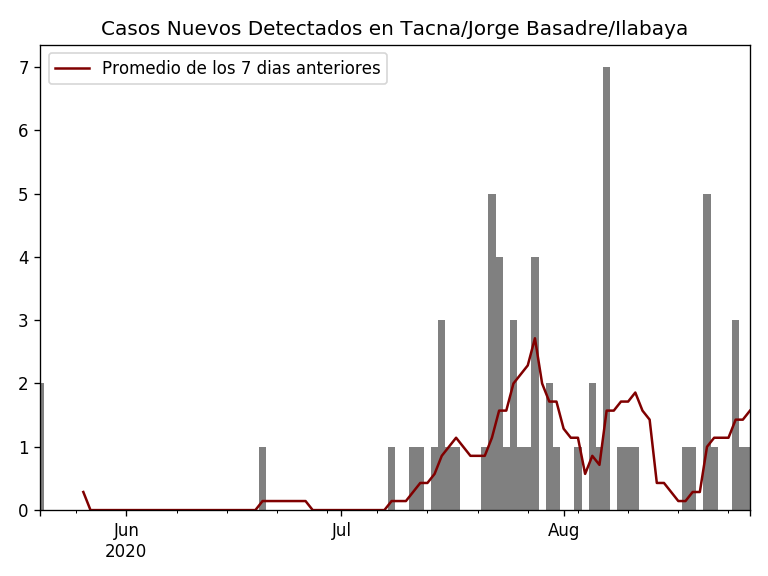 Casos Nuevos Detectados en Tacna/Jorge Basadre/Ilabaya
Promedio de los 7 dias anteriores
7
6
5
4
3
2
1
0
Jun
2020
Jul
Aug